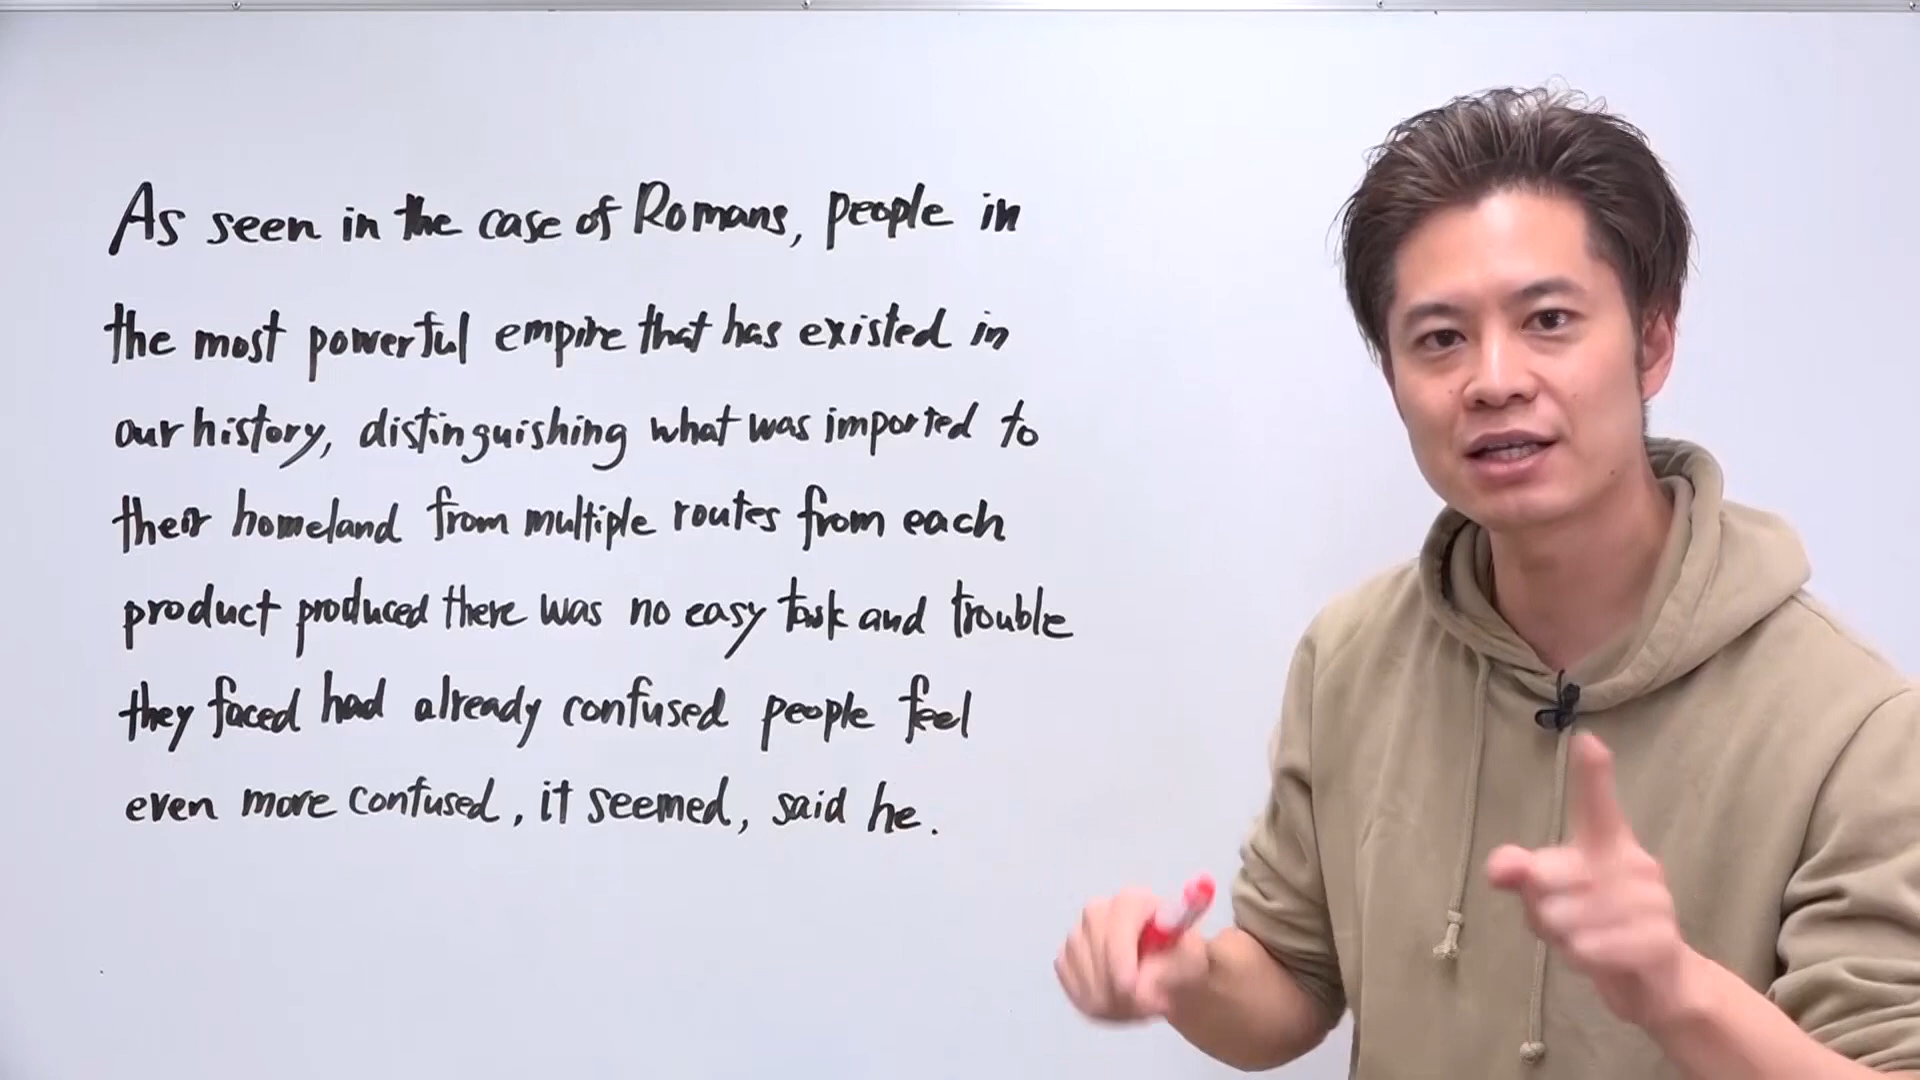 As seen in the case of Romans, people in
the most powerful empire that has existed in
our history, distinguishing what was imported to
their homeland from multiple routes from each
product produced there was no easy task and trouble
they faced had already confused people feel
even more confused, it seemed, said he.